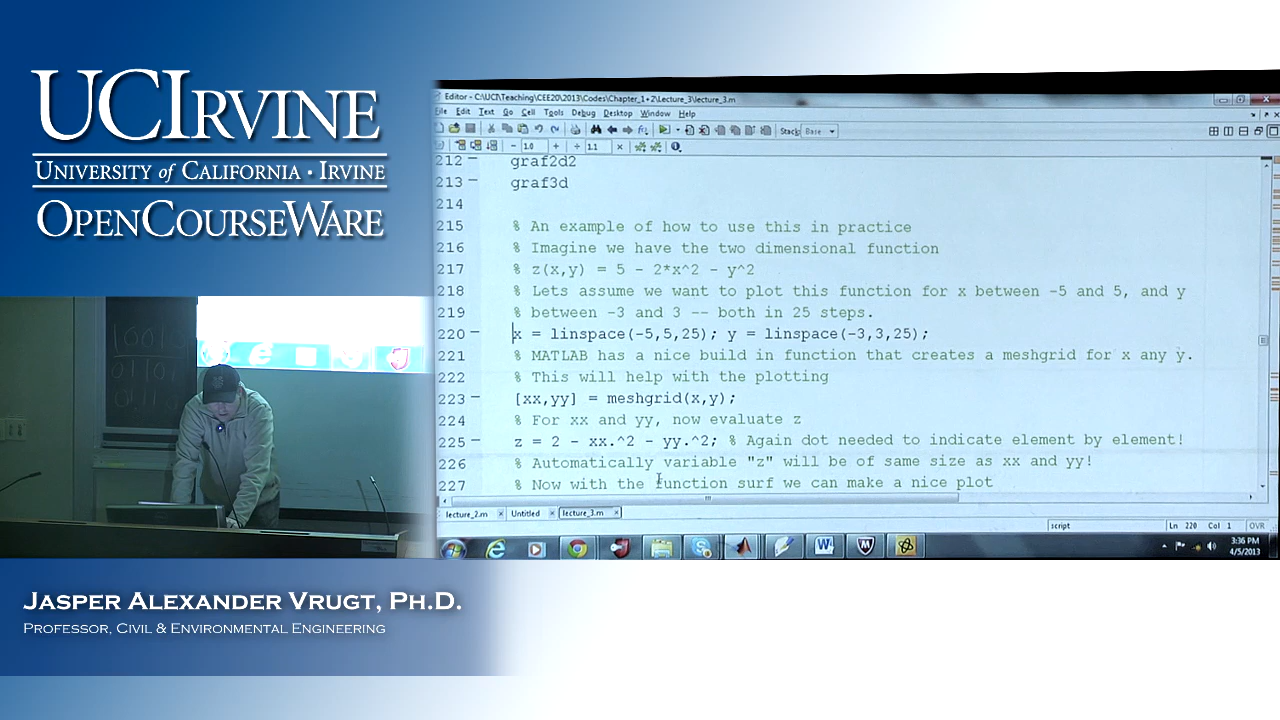 UCIRVINE
UNIVERSITY of CALIFORNIA · IRVINE
OPENCOURSEWARE
Editor - C:\UCI\Teaching\CEE20\2013\Codes\Chapter_1+2\Lecture_3\lecture_3.m
File Edit Text Go Cell Tools Debug Desktop Window Help
Stack: Base
- 1.0 + ÷ 1.1 ×
212 - graf2d2
213 - graf3d
214
215 % An example of how to use this in practice
216 % Imagine we have the two dimensional function
217 % z(x,y) = 5 - 2*x^2 - y^2
218 % Lets assume we want to plot this function for x between -5 and 5, and y
219 % between -3 and 3 -- both in 25 steps.
220 - x = linspace(-5,5,25); y = linspace(-3,3,25);
221 % MATLAB has a nice build in function that creates a meshgrid for x any y.
222 % This will help with the plotting
223 - [xx,yy] = meshgrid(x,y);
224 % For xx and yy, now evaluate z
225 - z = 2 - xx.^2 - yy.^2; % Again dot needed to indicate element by element!
226 % Automatically variable "z" will be of same size as xx and yy!
227 % Now with the function surf we can make a nice plot
lecture_2.m × Untitled × lecture_3.m ×
script Ln 220 Col 1 OVR
3:36 PM
4/5/2013
JASPER ALEXANDER VRUGT, PH.D.
PROFESSOR, CIVIL & ENVIRONMENTAL ENGINEERING